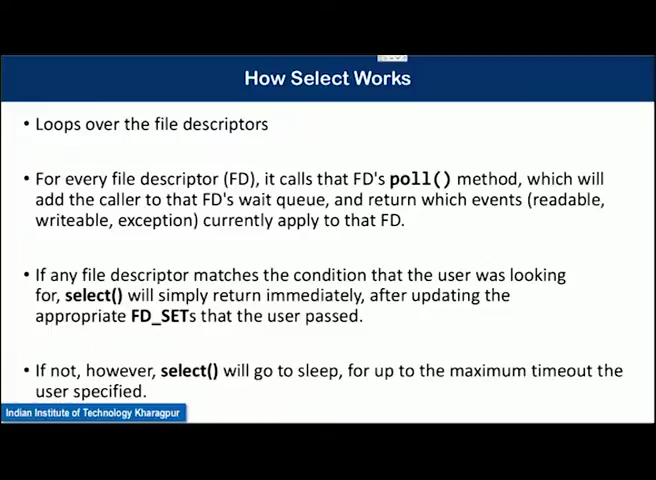 How Select Works
• Loops over the file descriptors
• For every file descriptor (FD), it calls that FD's poll() method, which will
add the caller to that FD's wait queue, and return which events (readable,
writeable, exception) currently apply to that FD.
• If any file descriptor matches the condition that the user was looking
for, select() will simply return immediately, after updating the
appropriate FD_SETs that the user passed.
• If not, however, select() will go to sleep, for up to the maximum timeout the
user specified.
Indian Institute of Technology Kharagpur